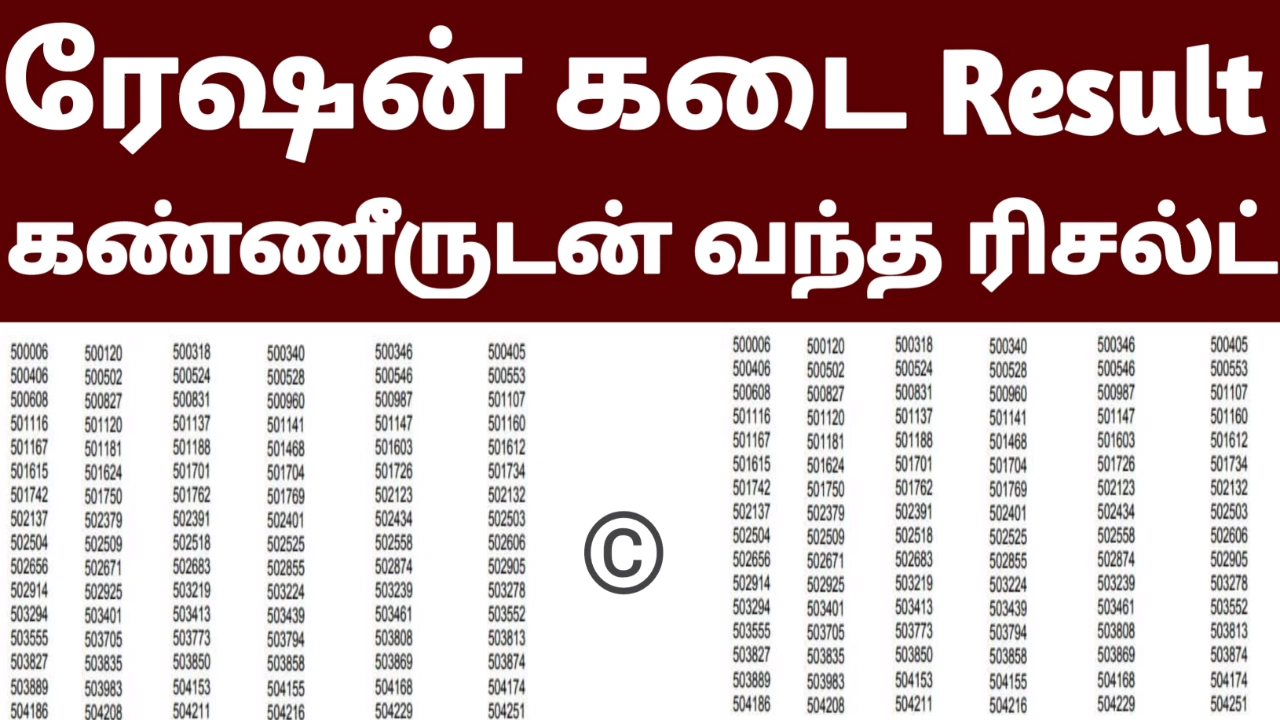 ரேஷன் கடை Result
கண்ணீருடன் வந்த ரிசல்ட்
500006 500120 500318 500340 500346 500405
500406 500502 500524 500528 500546 500553
500608 500827 500831 500960 500987 501107
501116 501120 501137 501141 501147 501160
501167 501181 501188 501468 501603 501612
501615 501624 501701 501704 501726 501734
501742 501750 501762 501769 502123 502132
502137 502379 502391 502401 502434 502503
502504 502509 502518 502525 502558 502606
502656 502671 502683 502855 502874 502905
502914 502925 503219 503224 503239 503278
503294 503401 503413 503439 503461 503552
503555 503705 503773 503794 503808 503813
503827 503835 503850 503858 503869 503874
503889 503983 504153 504155 504168 504174
504186 504208 504211 504216 504229 504251
©
500006 500120 500318 500340 500346 500405
500406 500502 500524 500528 500546 500553
500608 500827 500831 500960 500987 501107
501116 501120 501137 501141 501147 501160
501167 501181 501188 501468 501603 501612
501615 501624 501701 501704 501726 501734
501742 501750 501762 501769 502123 502132
502137 502379 502391 502401 502434 502503
502504 502509 502518 502525 502558 502606
502656 502671 502683 502855 502874 502905
502914 502925 503219 503224 503239 503278
503294 503401 503413 503439 503461 503552
503555 503705 503773 503794 503808 503813
503827 503835 503850 503858 503869 503874
503889 503983 504153 504155 504168 504174
504186 504208 504211 504216 504229 504251